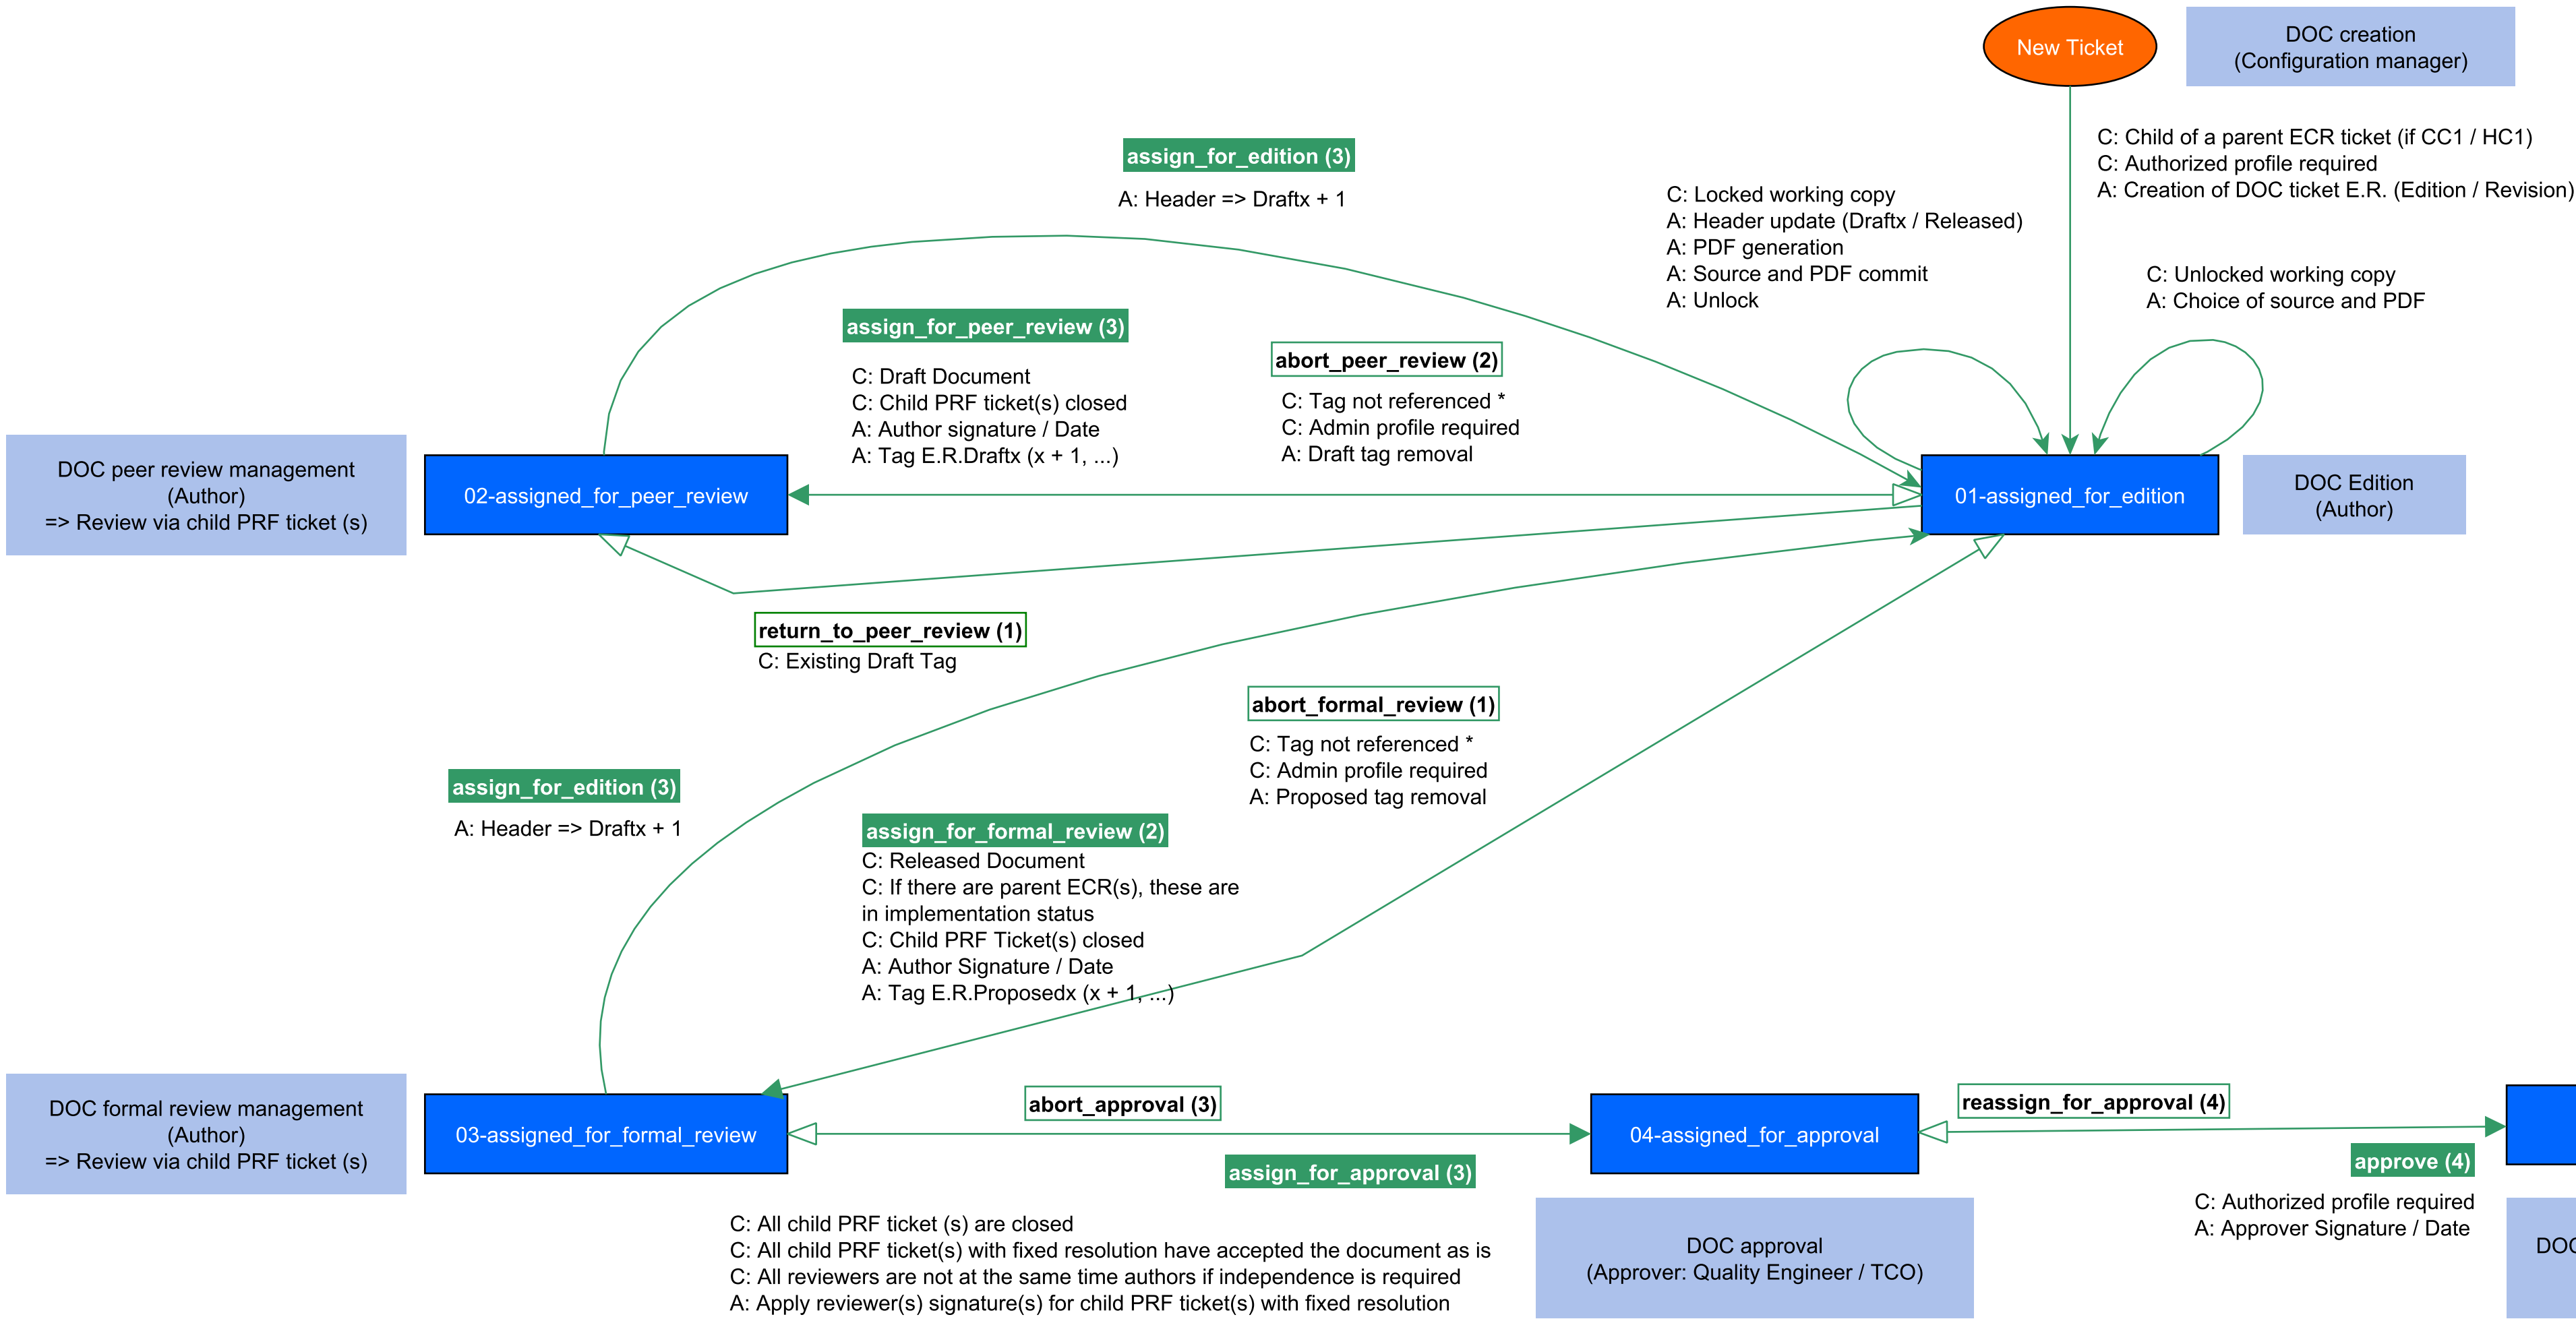 New Ticket
DOC creation
(Configuration manager)
C: Child of a parent ECR ticket (if CC1 / HC1)
C: Authorized profile required
A: Creation of DOC ticket E.R. (Edition / Revision)
assign_for_edition (3)
A: Header => Draftx + 1
C: Locked working copy
A: Header update (Draftx / Released)
A: PDF generation
A: Source and PDF commit
A: Unlock
C: Unlocked working copy
A: Choice of source and PDF
assign_for_peer_review (3)
C: Draft Document
C: Child PRF ticket(s) closed
A: Author signature / Date
A: Tag E.R.Draftx (x + 1, ...)
abort_peer_review (2)
C: Tag not referenced *
C: Admin profile required
A: Draft tag removal
DOC peer review management
(Author)
=> Review via child PRF ticket (s)
02-assigned_for_peer_review
01-assigned_for_edition
DOC Edition
(Author)
return_to_peer_review (1)
C: Existing Draft Tag
abort_formal_review (1)
C: Tag not referenced *
C: Admin profile required
A: Proposed tag removal
assign_for_edition (3)
A: Header => Draftx + 1
assign_for_formal_review (2)
C: Released Document
C: If there are parent ECR(s), these are
in implementation status
C: Child PRF Ticket(s) closed
A: Author Signature / Date
A: Tag E.R.Proposedx (x + 1, ...)
DOC formal review management
(Author)
=> Review via child PRF ticket (s)
03-assigned_for_formal_review
abort_approval (3)
assign_for_approval (3)
C: All child PRF ticket (s) are closed
C: All child PRF ticket(s) with fixed resolution have accepted the document as is
C: All reviewers are not at the same time authors if independence is required
A: Apply reviewer(s) signature(s) for child PRF ticket(s) with fixed resolution
04-assigned_for_approval
DOC approval
(Approver: Quality Engineer / TCO)
reassign_for_approval (4)
approve (4)
C: Authorized profile required
A: Approver Signature / Date
DOC